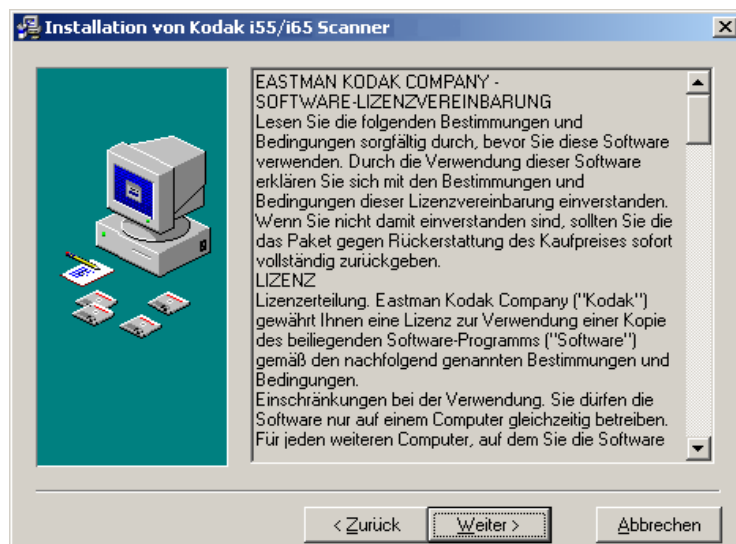 Installation von Kodak i55/i65 Scanner
EASTMAN KODAK COMPANY -
SOFTWARE-LIZENZVEREINBARUNG
Lesen Sie die folgenden Bestimmungen und
Bedingungen sorgfältig durch, bevor Sie diese Software
verwenden. Durch die Verwendung dieser Software
erklären Sie sich mit den Bestimmungen und
Bedingungen dieser Lizenzvereinbarung einverstanden.
Wenn Sie nicht damit einverstanden sind, sollten Sie die
das Paket gegen Rückerstattung des Kaufpreises sofort
vollständig zurückgeben.
LIZENZ
Lizenzerteilung. Eastman Kodak Company ("Kodak")
gewährt Ihnen eine Lizenz zur Verwendung einer Kopie
des beiliegenden Software-Programms ("Software")
gemäß den nachfolgend genannten Bestimmungen und
Bedingungen.
Einschränkungen bei der Verwendung. Sie dürfen die
Software nur auf einem Computer gleichzeitig betreiben.
Für jeden weiteren Computer, auf dem Sie die Software
< Zurück
Weiter >
Abbrechen